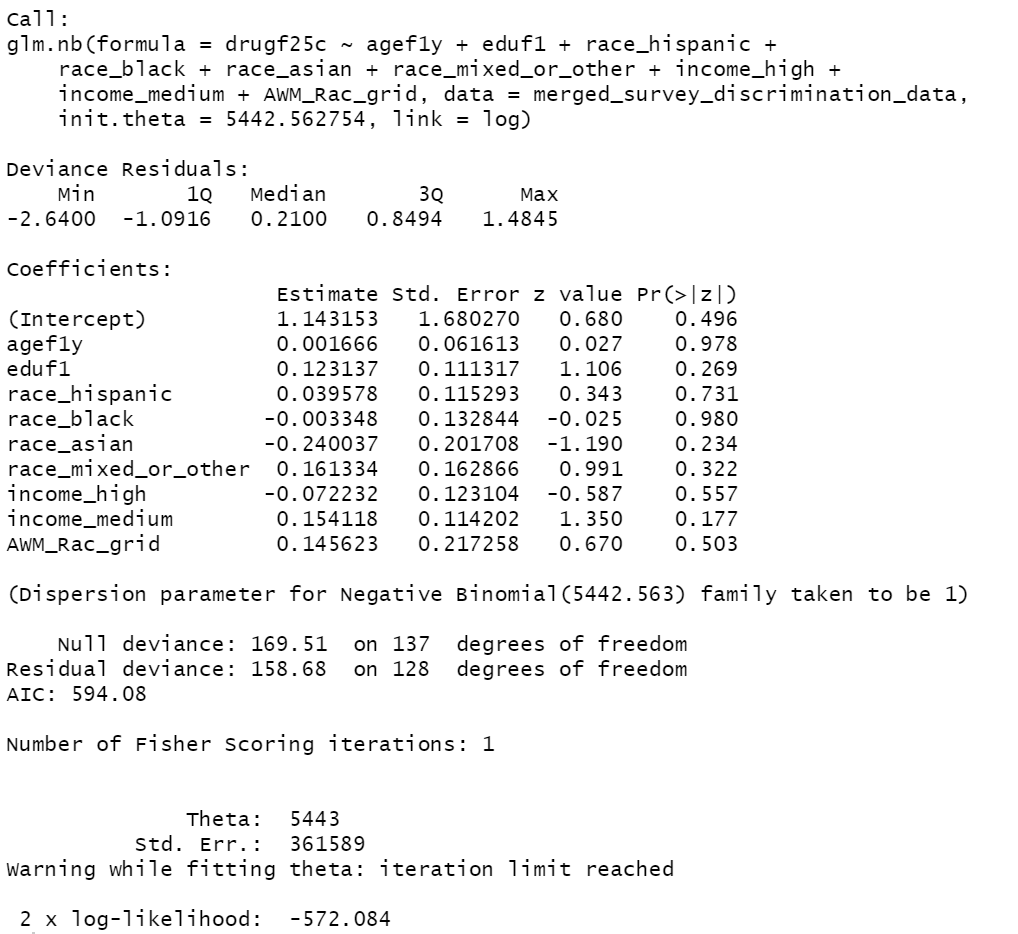 Call:
glm.nb(formula = drugf25c ~ agef1y + eduf1 + race_hispanic +
    race_black + race_asian + race_mixed_or_other + income_high +
    income_medium + AWM_Rac_grid, data = merged_survey_discrimination_data,
    init.theta = 5442.562754, link = log)

Deviance Residuals:
    Min       1Q   Median       3Q      Max
-2.6400  -1.0916   0.2100   0.8494   1.4845

Coefficients:
                     Estimate Std. Error z value Pr(>|z|)
(Intercept)          1.143153   1.680270   0.680    0.496
agef1y               0.001666   0.061613   0.027    0.978
eduf1                0.123137   0.111317   1.106    0.269
race_hispanic        0.039578   0.115293   0.343    0.731
race_black          -0.003348   0.132844  -0.025    0.980
race_asian          -0.240037   0.201708  -1.190    0.234
race_mixed_or_other  0.161334   0.162866   0.991    0.322
income_high         -0.072232   0.123104  -0.587    0.557
income_medium        0.154118   0.114202   1.350    0.177
AWM_Rac_grid         0.145623   0.217258   0.670    0.503

(Dispersion parameter for Negative Binomial(5442.563) family taken to be 1)

    Null deviance: 169.51  on 137  degrees of freedom
Residual deviance: 158.68  on 128  degrees of freedom
AIC: 594.08

Number of Fisher Scoring iterations: 1


              Theta:  5443
          Std. Err.:  361589
Warning while fitting theta: iteration limit reached

 2 x log-likelihood:  -572.084